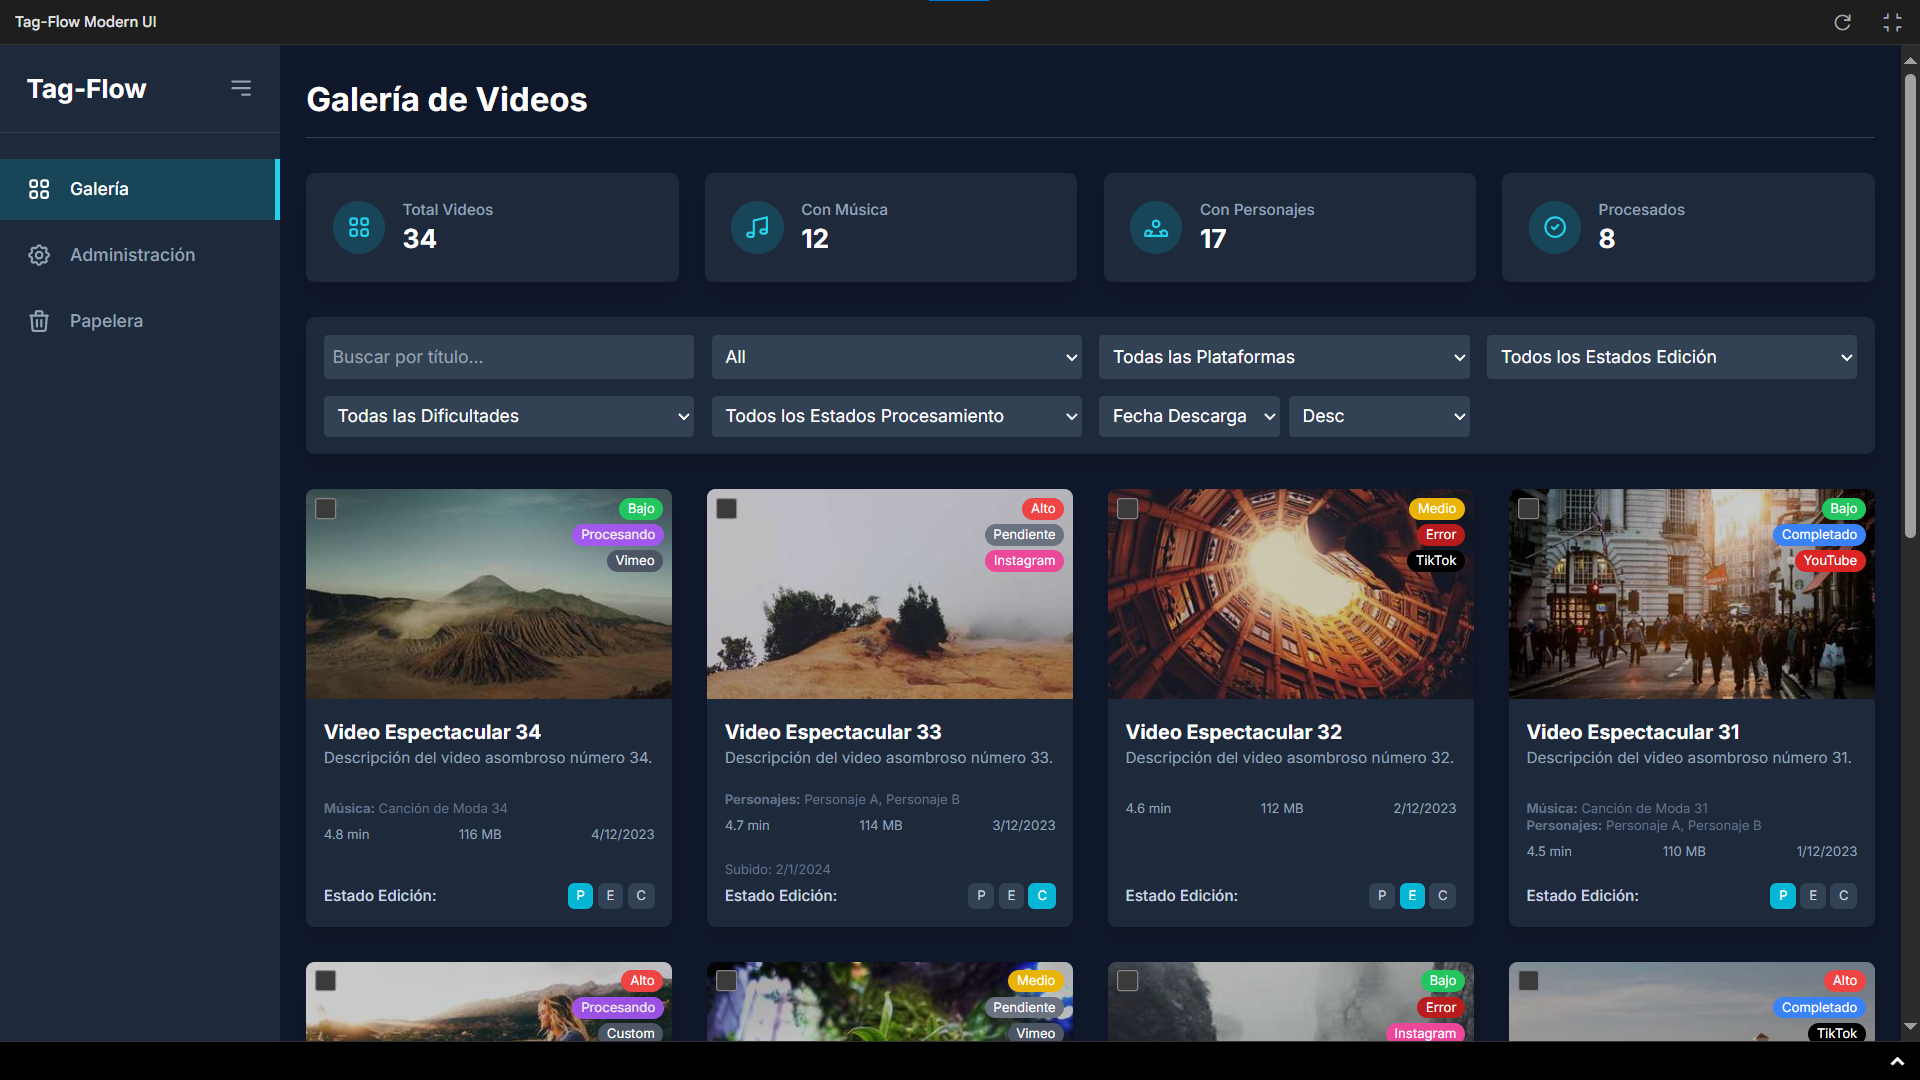 Tag-Flow Modern UI
Tag-Flow
Galería
Administración
Papelera
Galería de Videos
Total Videos
34
Con Música
12
Con Personajes
17
Procesados
8
Buscar por título...
All
Todas las Plataformas
Todos los Estados Edición
Todas las Dificultades
Todos los Estados Procesamiento
Fecha Descarga
Desc
Bajo
Procesando
Vimeo
Video Espectacular 34
Descripción del video asombroso número 34.
Música: Canción de Moda 34
4.8 min 116 MB 4/12/2023
Estado Edición: P E C
Alto
Pendiente
Instagram
Video Espectacular 33
Descripción del video asombroso número 33.
Personajes: Personaje A, Personaje B
4.7 min 114 MB 3/12/2023
Subido: 2/1/2024
Estado Edición: P E C
Medio
Error
TikTok
Video Espectacular 32
Descripción del video asombroso número 32.
4.6 min 112 MB 2/12/2023
Estado Edición: P E C
Bajo
Completado
YouTube
Video Espectacular 31
Descripción del video asombroso número 31.
Música: Canción de Moda 31
Personajes: Personaje A, Personaje B
4.5 min 110 MB 1/12/2023
Estado Edición: P E C
Alto
Procesando
Custom
Medio
Pendiente
Vimeo
Bajo
Error
Instagram
Alto
Completado
TikTok